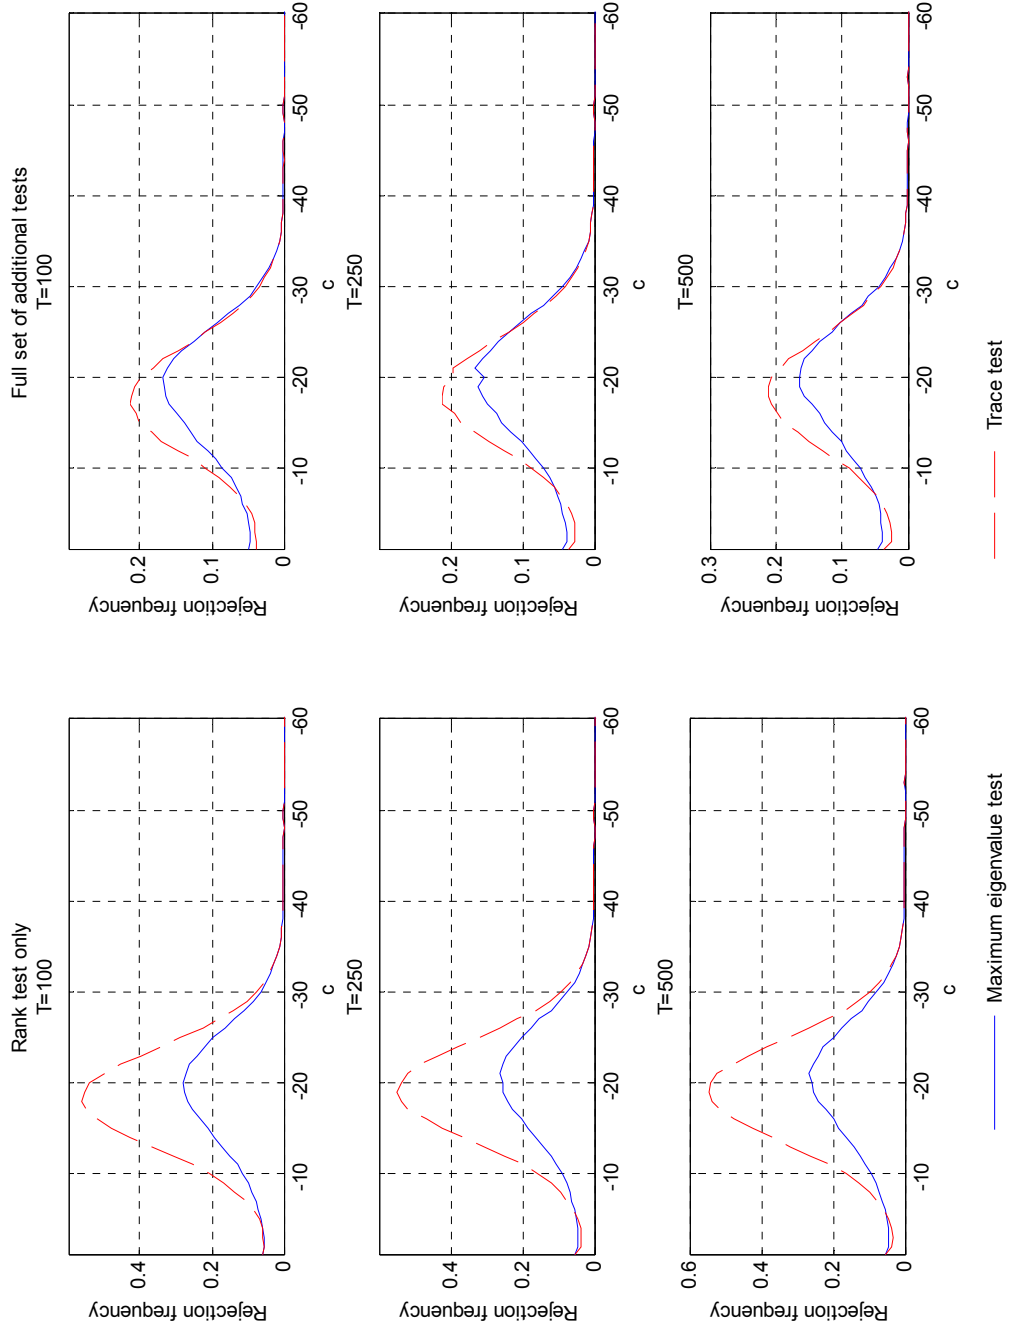 Rank test only
T=100
Rejection frequency
0.2
0
-10
-20
-30
-40
-50
-60
c
T=250
Rejection frequency
0.4
0.2
0
-10
-20
-30
-40
-50
-60
c
T=500
Rejection frequency
0.6
0.4
0.2
0
-10
-20
-30
-40
-50
-60
c
Full set of additional tests
T=100
Rejection frequency
0.2
0.1
0
-10
-20
-30
-40
-50
-60
c
T=250
Rejection frequency
0.2
0.1
0
-10
-20
-30
-40
-50
-60
c
T=500
Rejection frequency
0.3
0.2
0.1
0
-10
-20
-30
-40
-50
-60
c
Maximum eigenvalue test
Trace test